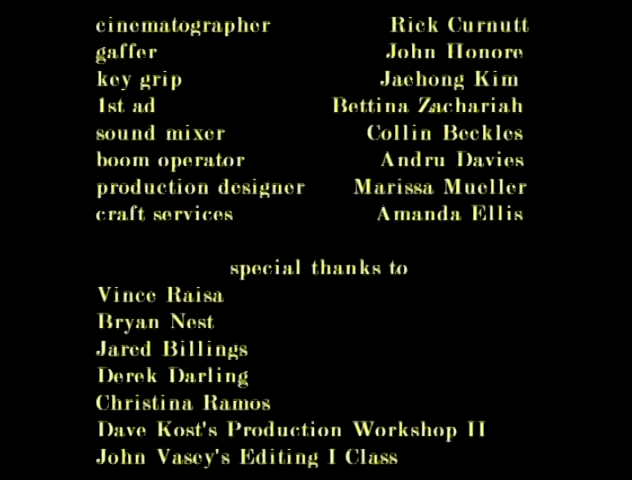 cinematographer Rick Curnutt
gaffer John Honore
key grip Jaehong Kim
1st ad Bettina Zachariah
sound mixer Collin Beckles
boom operator Andru Davies
production designer Marissa Mueller
craft services Amanda Ellis
special thanks to
Vince Raisa
Bryan Nest
Jared Billings
Derek Darling
Christina Ramos
Dave Kost's Production Workshop II
John Vasey's Editing I Class